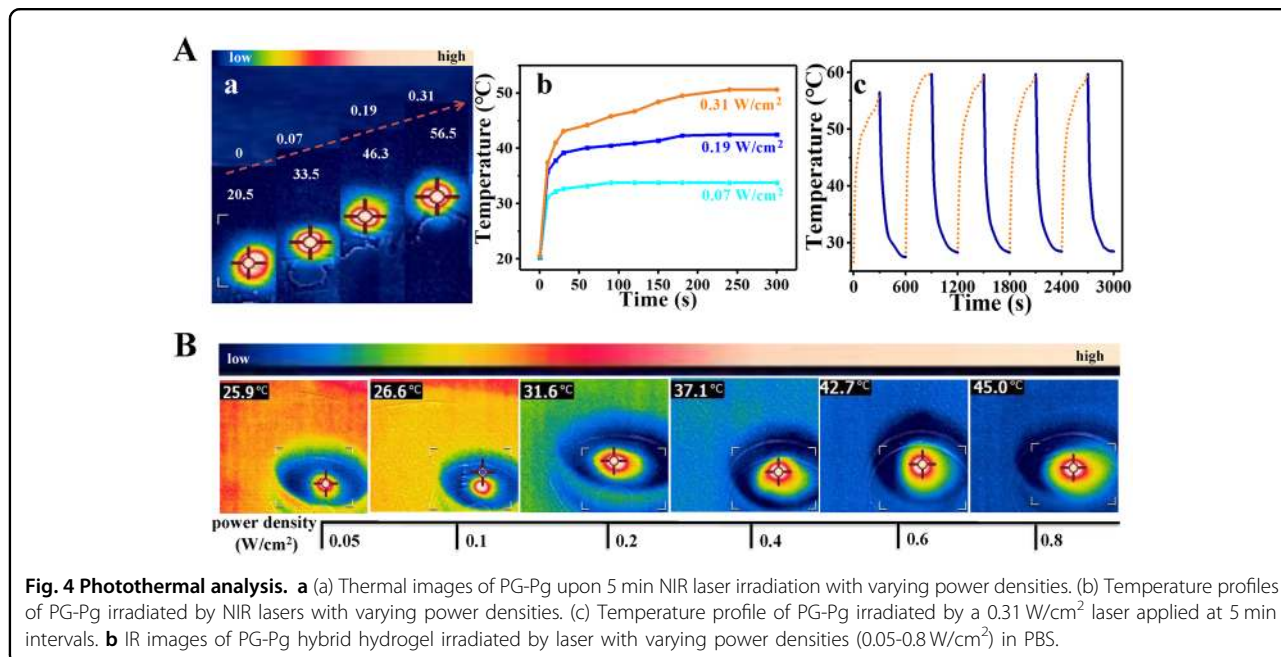 A
low high
a
0 0.07 0.19 0.31
20.5 33.5 46.3 56.5
b
Temperature (°C)
50
40
30
20
0.31 W/cm²
0.19 W/cm²
0.07 W/cm²
0 50 100 150 200 250 300
Time (s)
c
Temperature (°C)
60
50
40
30
0 600 1200 1800 2400 3000
Time (s)
B
low high
25.9°C 26.6°C 31.6°C 37.1°C 42.7°C 45.0°C
power density
(W/cm²) 0.05 0.1 0.2 0.4 0.6 0.8
Fig. 4 Photothermal analysis. a (a) Thermal images of PG-Pg upon 5 min NIR laser irradiation with varying power densities. (b) Temperature profiles
of PG-Pg irradiated by NIR lasers with varying power densities. (c) Temperature profile of PG-Pg irradiated by a 0.31 W/cm² laser applied at 5 min
intervals. b IR images of PG-Pg hybrid hydrogel irradiated by laser with varying power densities (0.05-0.8 W/cm²) in PBS.